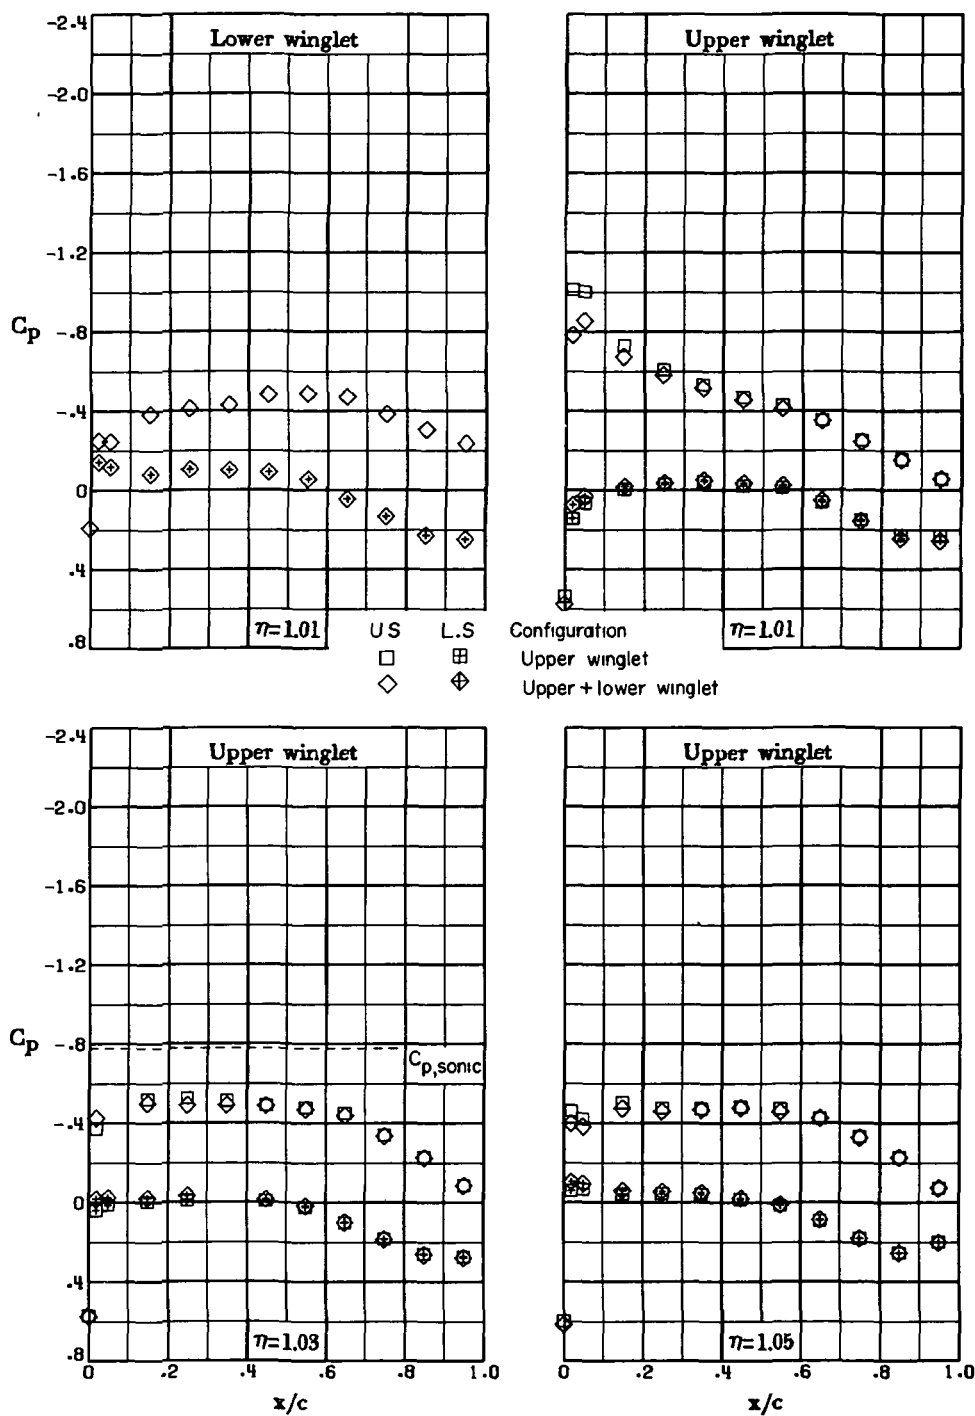 Lower winglet
Upper winglet
-2.4
-2.0
-1.6
-1.2
Cp
-.8
-.4
0
.4
.8
η=1.01
η=1.01
U S L.S Configuration
Upper winglet
Upper + lower winglet
Upper winglet
Upper winglet
-2.4
-2.0
-1.6
-1.2
Cp
-.8
Cp,sonic
-.4
0
.4
.8
η=1.03
η=1.05
0 .2 .4 .6 .8 1.0
0 .2 .4 .6 .8 1.0
x/c
x/c